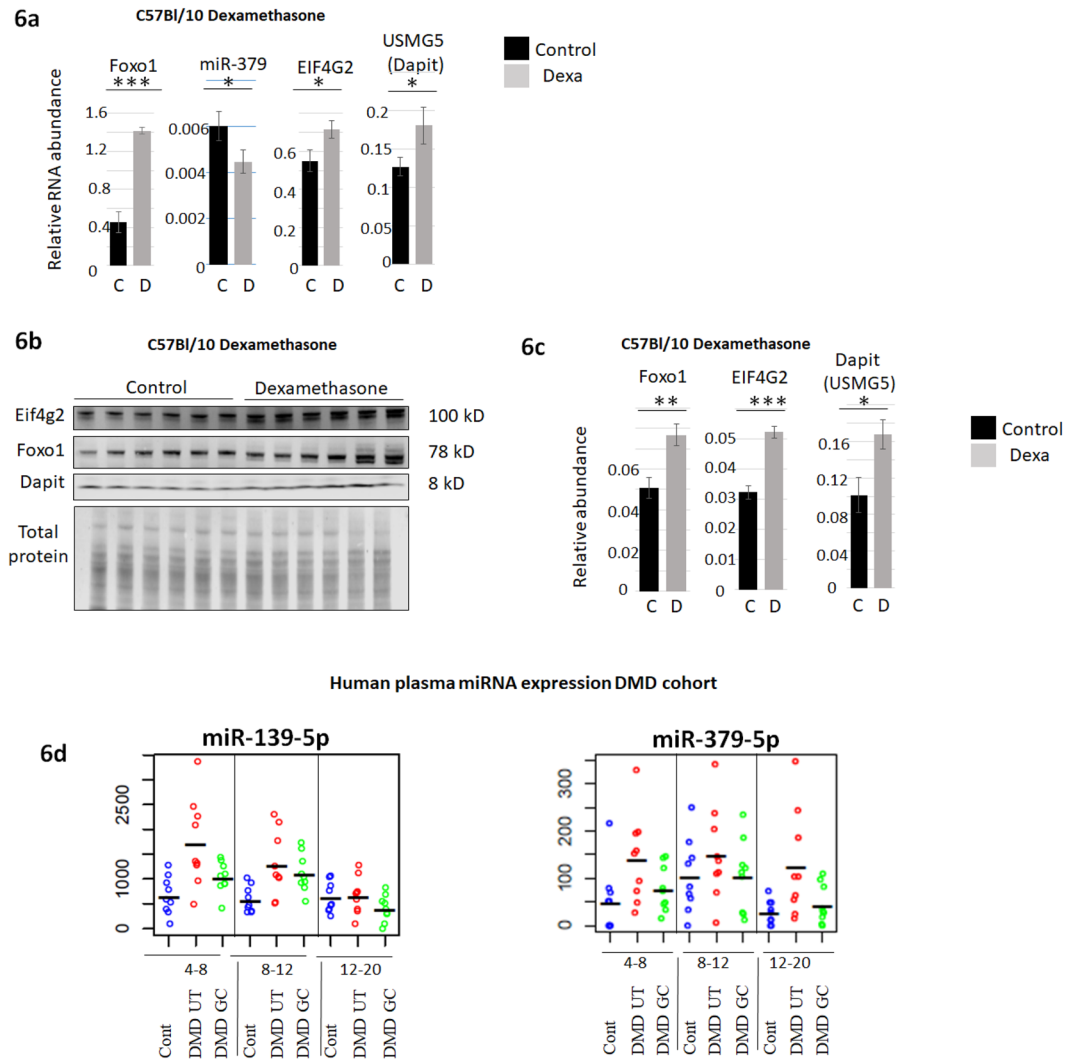 6a
C57Bl/10 Dexamethasone
Foxo1
***
miR-379
*
EIF4G2
*
USMG5
(Dapit)
*
Control
Dexa
Relative RNA abundance
1.6
1.2
0.8
0.4
0
C D
0.006
0.004
0.002
0
C D
0.6
0.4
0.2
0
C D
0.2
0.15
0.1
0.05
0
C D
6b
C57Bl/10 Dexamethasone
Control Dexamethasone
Eif4g2 100 kD
Foxo1 78 kD
Dapit 8 kD
Total
protein
6c
C57Bl/10 Dexamethasone
Foxo1
**
EIF4G2
***
Dapit
(USMG5)
*
Control
Dexa
Relative abundance
0.06
0.04
0.02
0
C D
0.05
0.04
0.03
0.02
0.01
0
C D
0.16
0.12
0.08
0.04
0
C D
Human plasma miRNA expression DMD cohort
6d
miR-139-5p
2500
1000
0
4-8 8-12 12-20
Cont
DMD UT
DMD GC
Cont
DMD UT
DMD GC
Cont
DMD UT
DMD GC
miR-379-5p
300
200
100
0
4-8 8-12 12-20
Cont
DMD UT
DMD GC
Cont
DMD UT
DMD GC
Cont
DMD UT
DMD GC